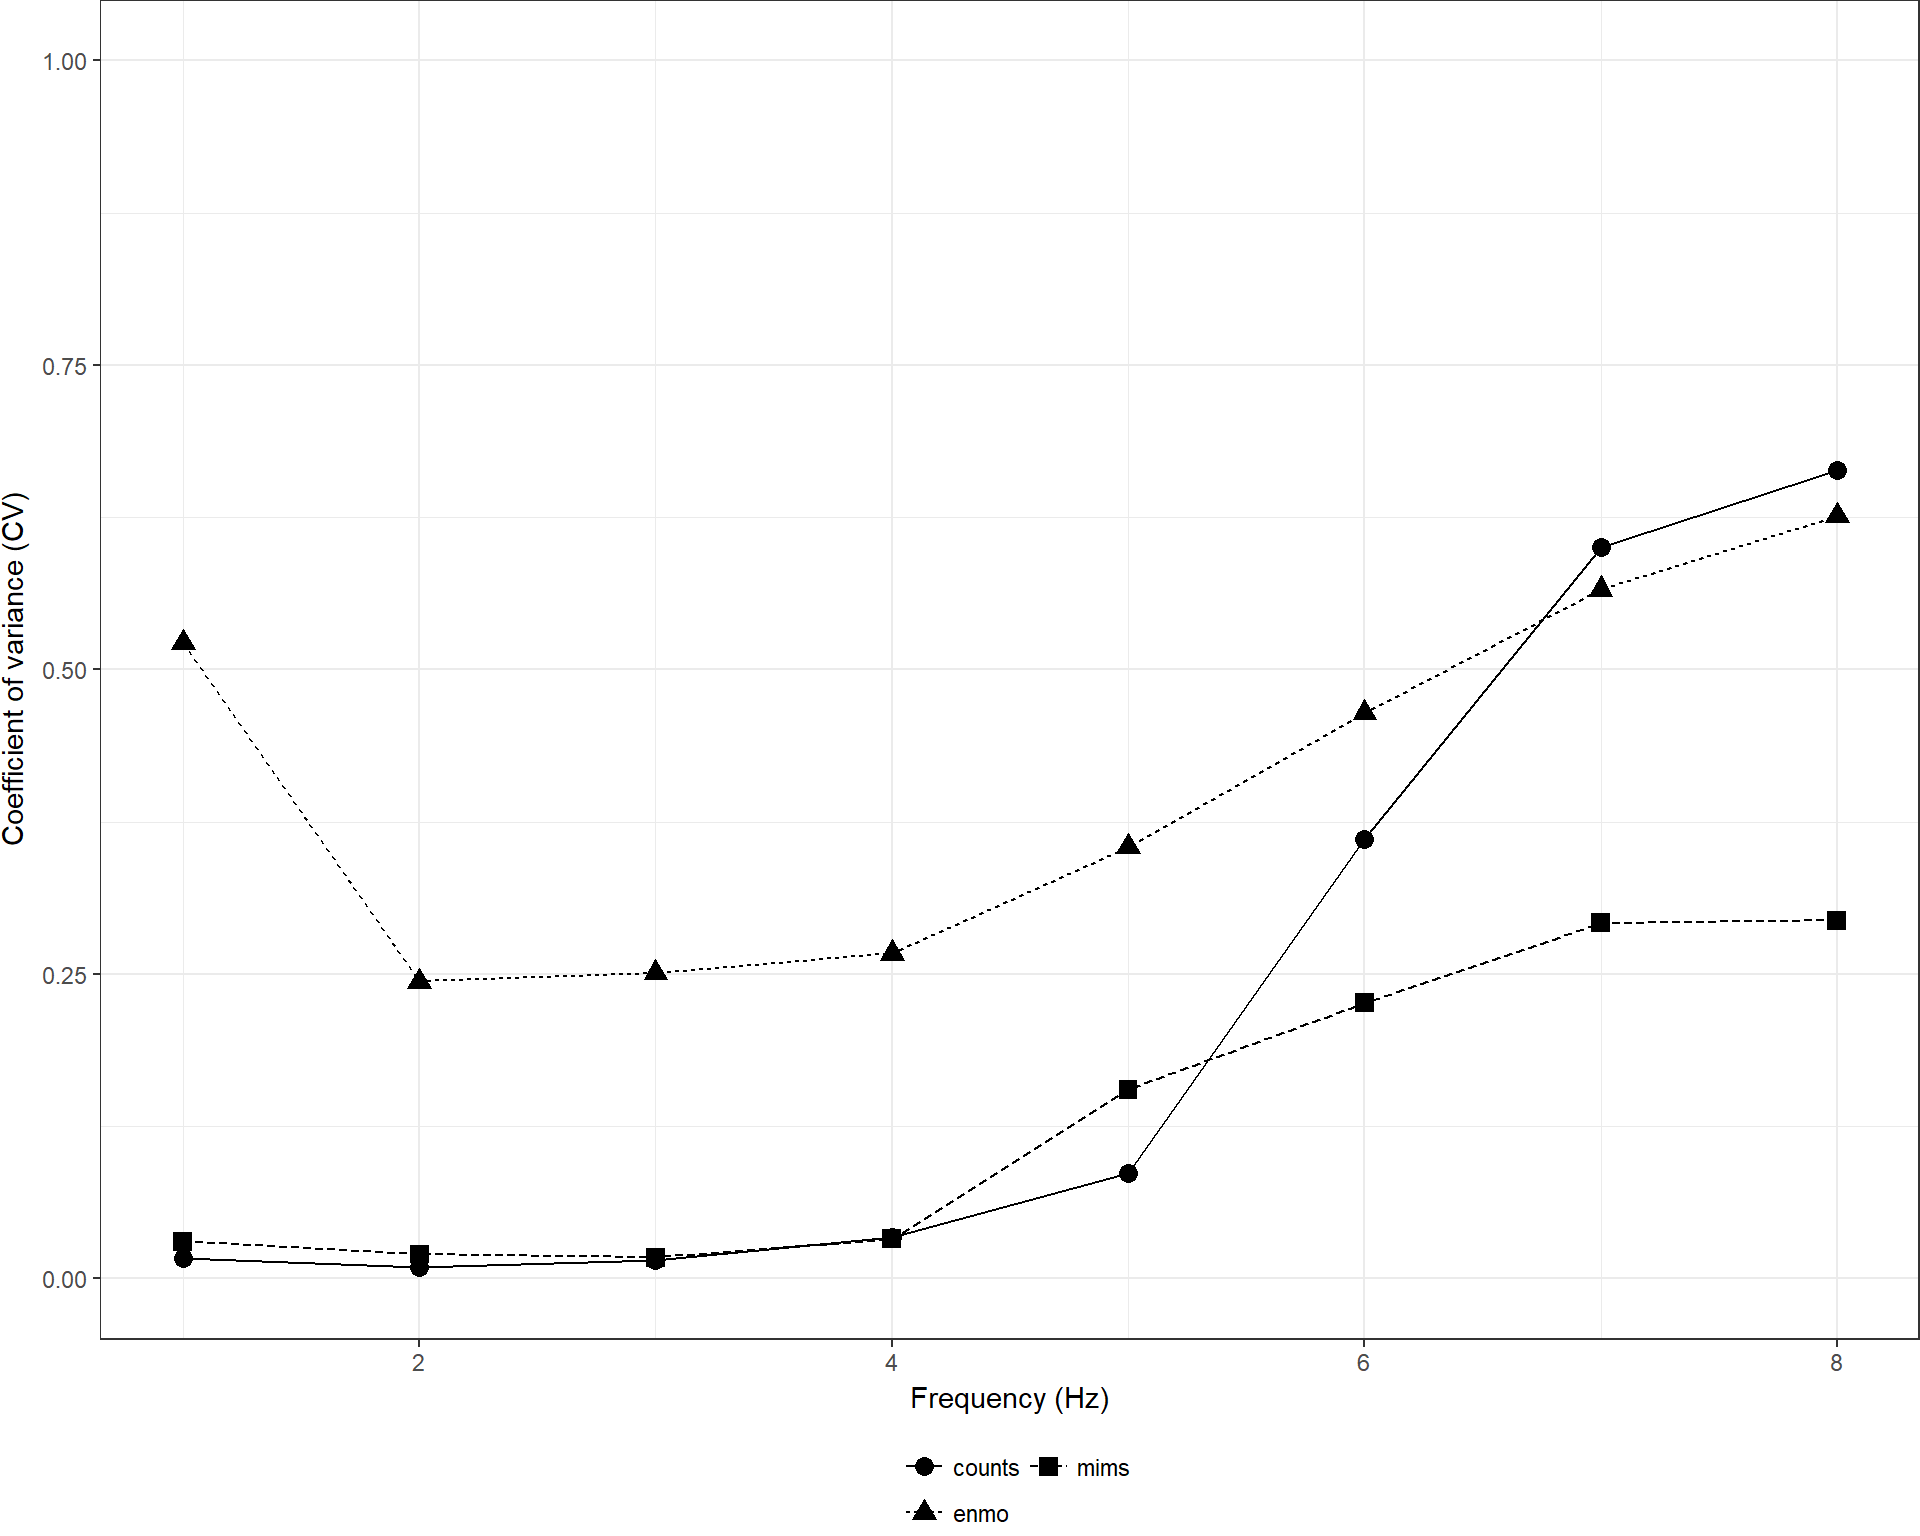 1.00
0.75
0.50
0.25
0.00
Coefficient of variance (CV)
2 4 6 8
Frequency (Hz)
counts mims
enmo